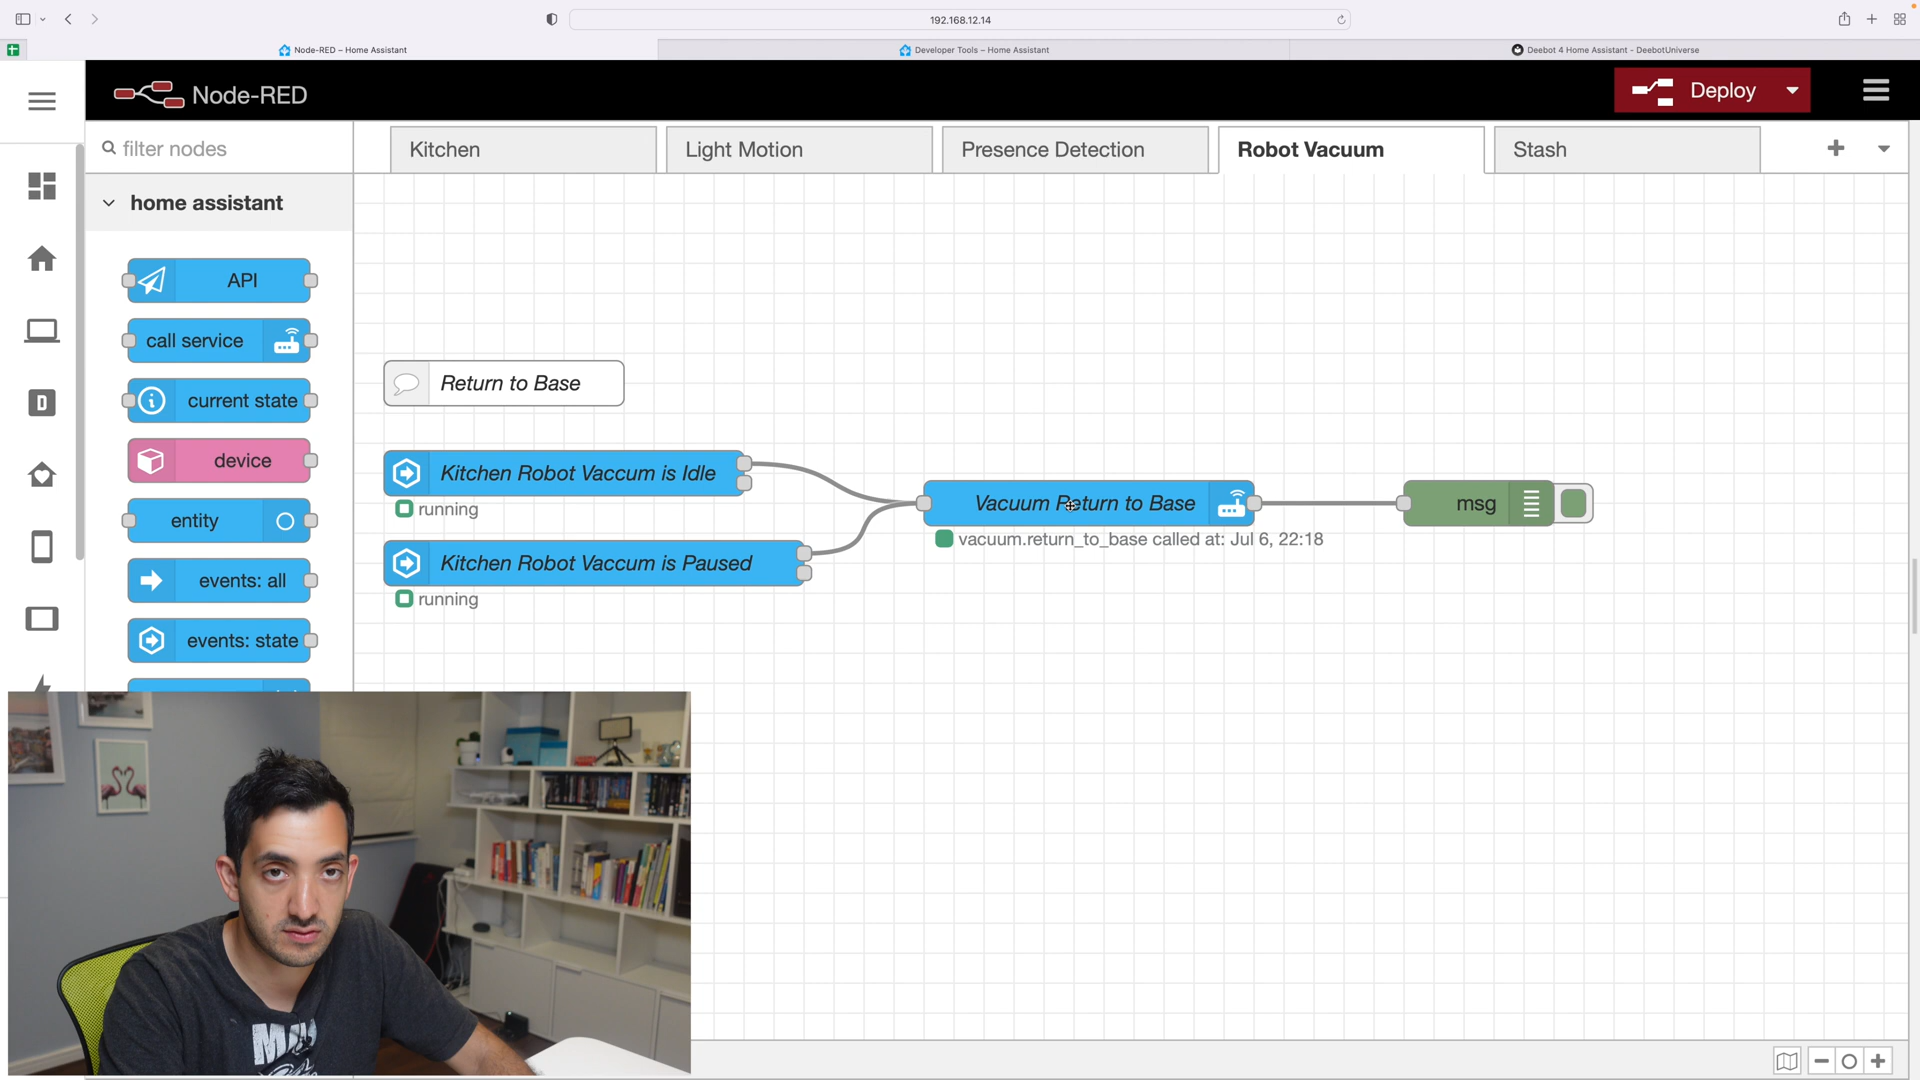 192.168.12.14
Node-RED – Home Assistant
Developer Tools – Home Assistant
Deebot 4 Home Assistant - DeebotUniverse
Node-RED
Deploy
filter nodes
Kitchen
Light Motion
Presence Detection
Robot Vacuum
Stash
home assistant
API
call service
current state
device
entity
events: all
events: state
D
Return to Base
Kitchen Robot Vaccum is Idle
running
Kitchen Robot Vaccum is Paused
running
Vacuum Return to Base
vacuum.return_to_base called at: Jul 6, 22:18
msg